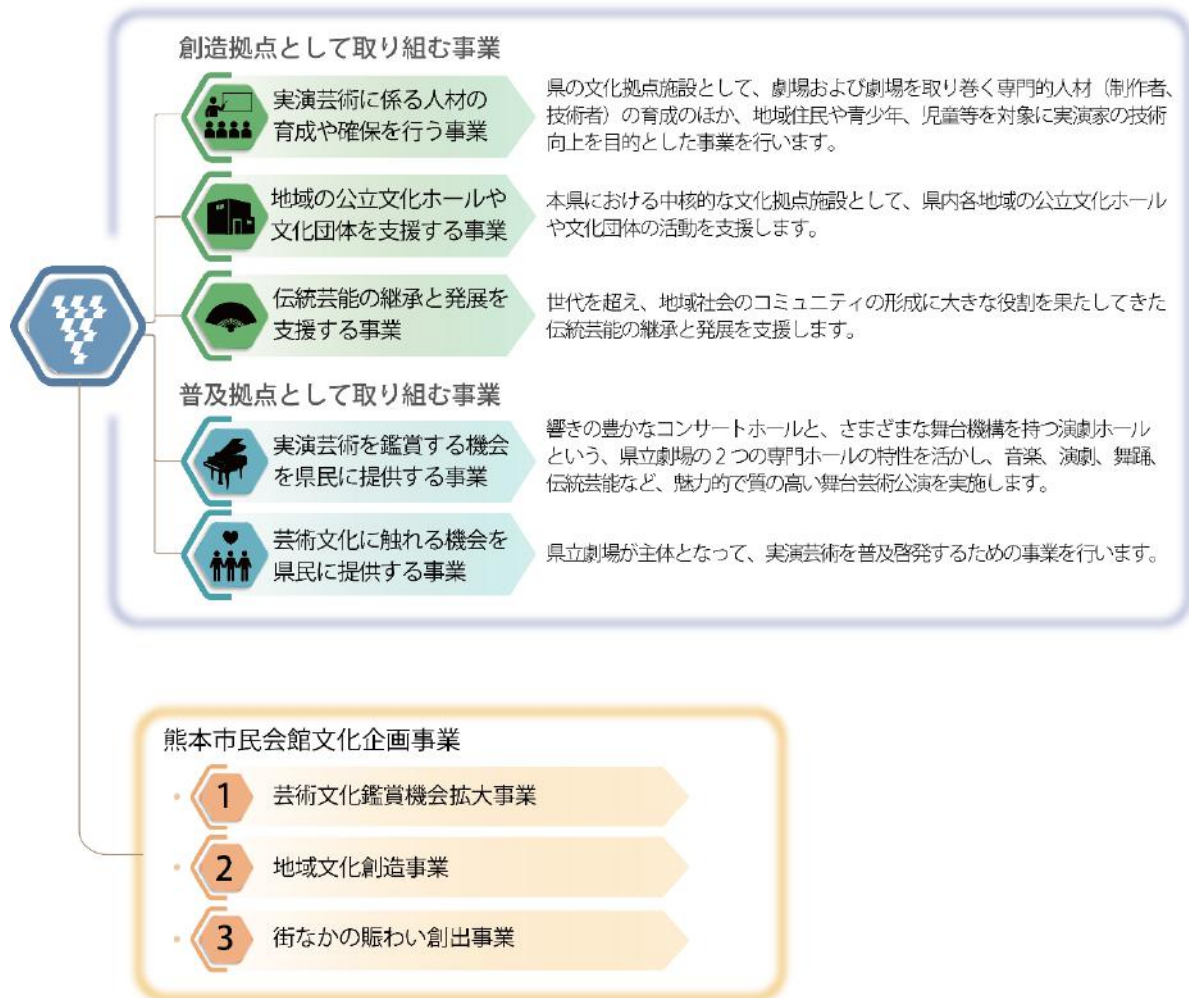 創造拠点として取り組む事業
実演芸術に係る人材の
育成や確保を行う事業
県の文化拠点施設として、劇場および劇場を取り巻く専門的人材（制作者、
技術者）の育成のほか、地域住民や青少年、児童等を対象に実演家の技術
向上を目的とした事業を行います。
地域の公立文化ホールや
文化団体を支援する事業
本県における中核的な文化拠点施設として、県内各地域の公立文化ホール
や文化団体の活動を支援します。
伝統芸能の継承と発展を
支援する事業
世代を超え、地域社会のコミュニティの形成に大きな役割を果たしてきた
伝統芸能の継承と発展を支援します。
普及拠点として取り組む事業
実演芸術を鑑賞する機会
を県民に提供する事業
響きの豊かなコンサートホールと、さまざまな舞台機構を持つ演劇ホール
という、県立劇場の２つの専門ホールの特性を活かし、音楽、演劇、舞踊、
伝統芸能など、魅力的で質の高い舞台芸術公演を実施します。
芸術文化に触れる機会を
県民に提供する事業
県立劇場が主体となって、実演芸術を普及啓発するための事業を行います。
熊本市民会館文化企画事業
1 芸術文化鑑賞機会拡大事業
2 地域文化創造事業
3 街なかの賑わい創出事業